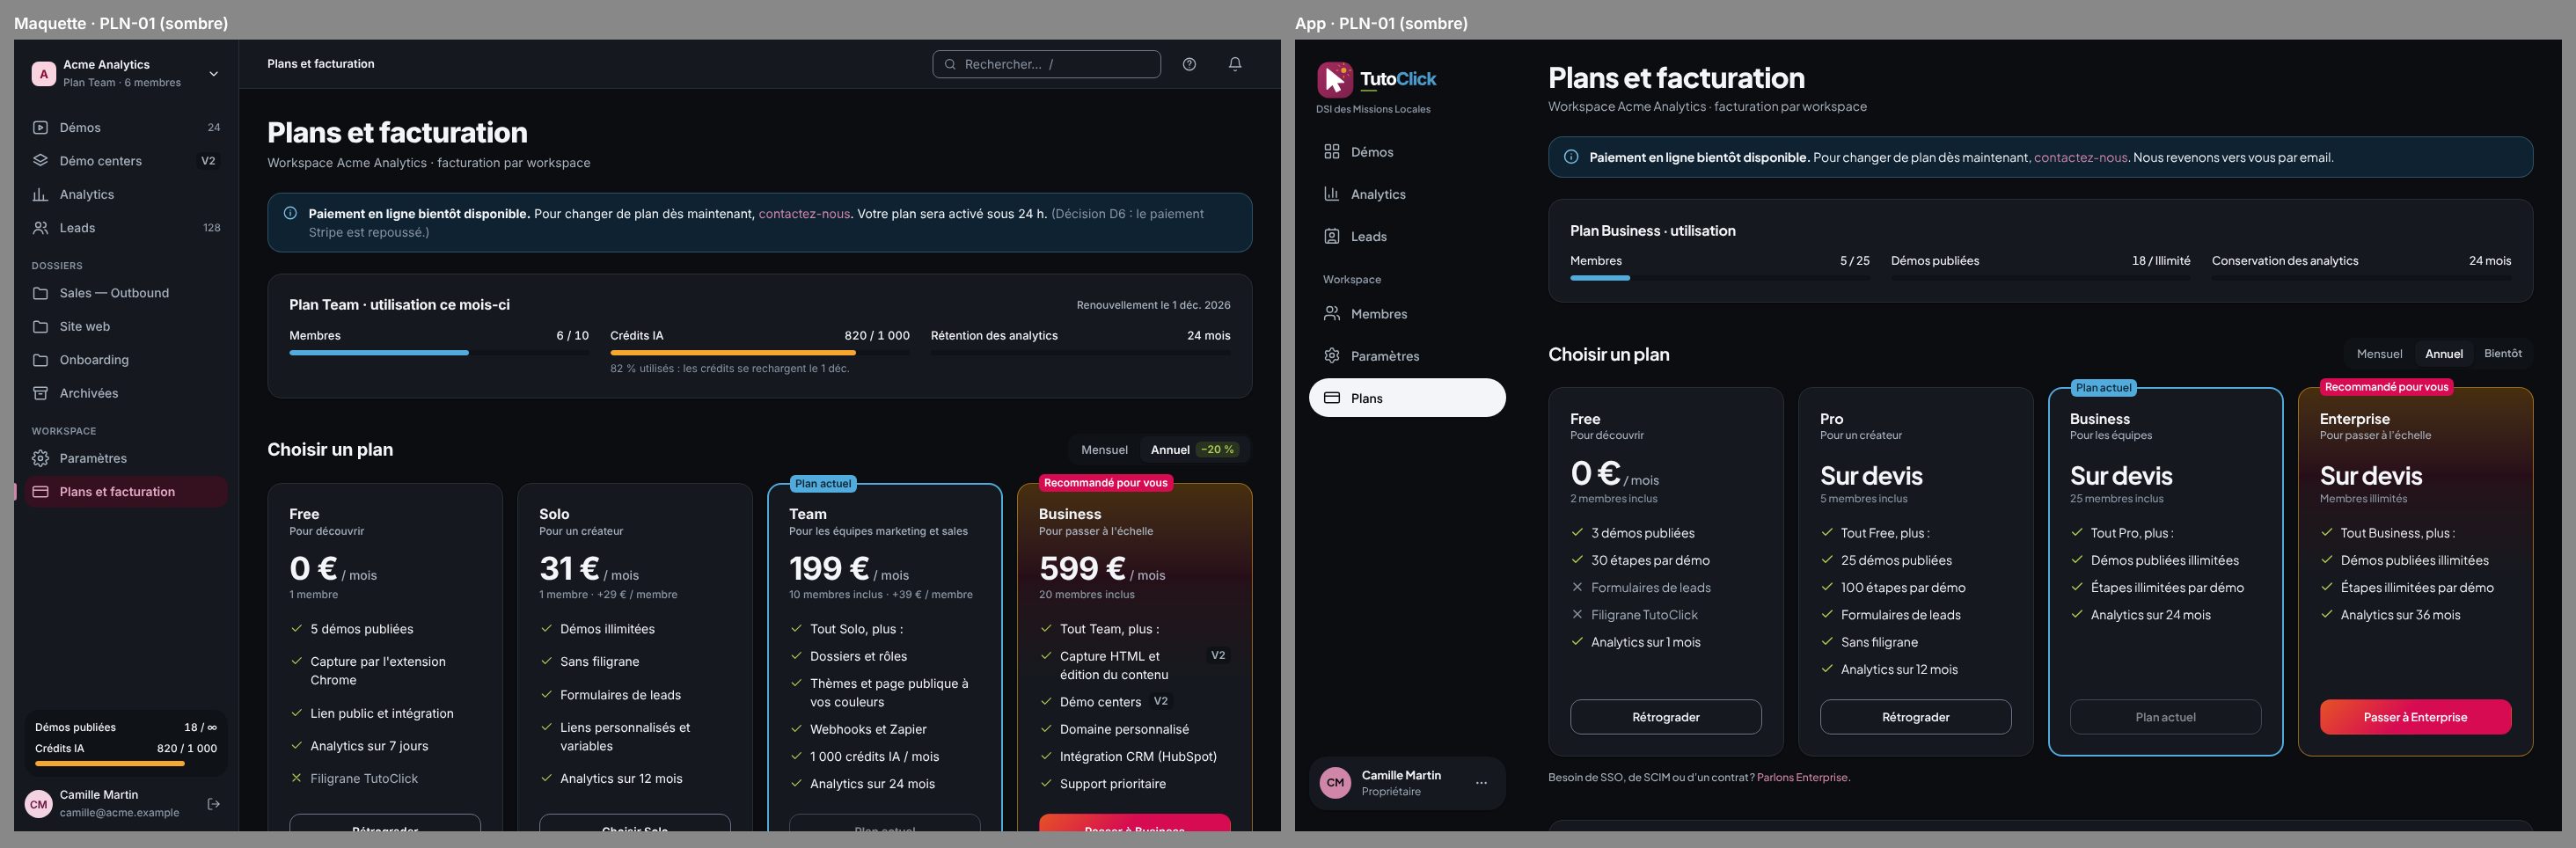 Maquette · PLN-01 (sombre)
A
Acme Analytics
Plan Team · 6 membres
Démos 24
Démo centers V2
Analytics
Leads 128
DOSSIERS
Sales — Outbound
Site web
Onboarding
Archivées
WORKSPACE
Paramètres
Plans et facturation
Démos publiées 18 / ∞
Crédits IA 820 / 1 000
CM
Camille Martin
camille@acme.example
Plans et facturation
Rechercher... /
Plans et facturation
Workspace Acme Analytics · facturation par workspace
Paiement en ligne bientôt disponible. Pour changer de plan dès maintenant, contactez-nous. Votre plan sera activé sous 24 h. (Décision D6 : le paiement
Stripe est repoussé.)
Plan Team · utilisation ce mois-ci
Renouvellement le 1 déc. 2026
Membres 6 / 10
Crédits IA 820 / 1 000
82 % utilisés : les crédits se rechargent le 1 déc.
Rétention des analytics 24 mois
Choisir un plan
Mensuel Annuel −20 %
Free
Pour découvrir
0 € / mois
1 membre
5 démos publiées
Capture par l'extension
Chrome
Lien public et intégration
Analytics sur 7 jours
Filigrane TutoClick
Rétrograder
Solo
Pour un créateur
31 € / mois
1 membre · +29 € / membre
Démos illimitées
Sans filigrane
Formulaires de leads
Liens personnalisés et
variables
Analytics sur 12 mois
Choisir Solo
Plan actuel
Team
Pour les équipes marketing et sales
199 € / mois
10 membres inclus · +39 € / membre
Tout Solo, plus :
Dossiers et rôles
Thèmes et page publique à
vos couleurs
Webhooks et Zapier
1 000 crédits IA / mois
Analytics sur 24 mois
Plan actuel
Recommandé pour vous
Business
Pour passer à l'échelle
599 € / mois
20 membres inclus
Tout Team, plus :
Capture HTML et
édition du contenu
V2
Démo centers V2
Domaine personnalisé
Intégration CRM (HubSpot)
Support prioritaire
Passer à Business
App · PLN-01 (sombre)
TutoClick
DSI des Missions Locales
Démos
Analytics
Leads
Workspace
Membres
Paramètres
Plans
CM
Camille Martin
Propriétaire
Plans et facturation
Workspace Acme Analytics · facturation par workspace
Paiement en ligne bientôt disponible. Pour changer de plan dès maintenant, contactez-nous. Nous revenons vers vous par email.
Plan Business · utilisation
Membres 5 / 25
Démos publiées 18 / Illimité
Conservation des analytics 24 mois
Choisir un plan
Mensuel Annuel Bientôt
Free
Pour découvrir
0 € / mois
2 membres inclus
3 démos publiées
30 étapes par démo
Formulaires de leads
Filigrane TutoClick
Analytics sur 1 mois
Rétrograder
Pro
Pour un créateur
Sur devis
5 membres inclus
Tout Free, plus :
25 démos publiées
100 étapes par démo
Formulaires de leads
Sans filigrane
Analytics sur 12 mois
Rétrograder
Plan actuel
Business
Pour les équipes
Sur devis
25 membres inclus
Tout Pro, plus :
Démos publiées illimitées
Étapes illimitées par démo
Analytics sur 24 mois
Plan actuel
Recommandé pour vous
Enterprise
Pour passer à l'échelle
Sur devis
Membres illimités
Tout Business, plus :
Démos publiées illimitées
Étapes illimitées par démo
Analytics sur 36 mois
Passer à Enterprise
Besoin de SSO, de SCIM ou d'un contrat ? Parlons Enterprise.